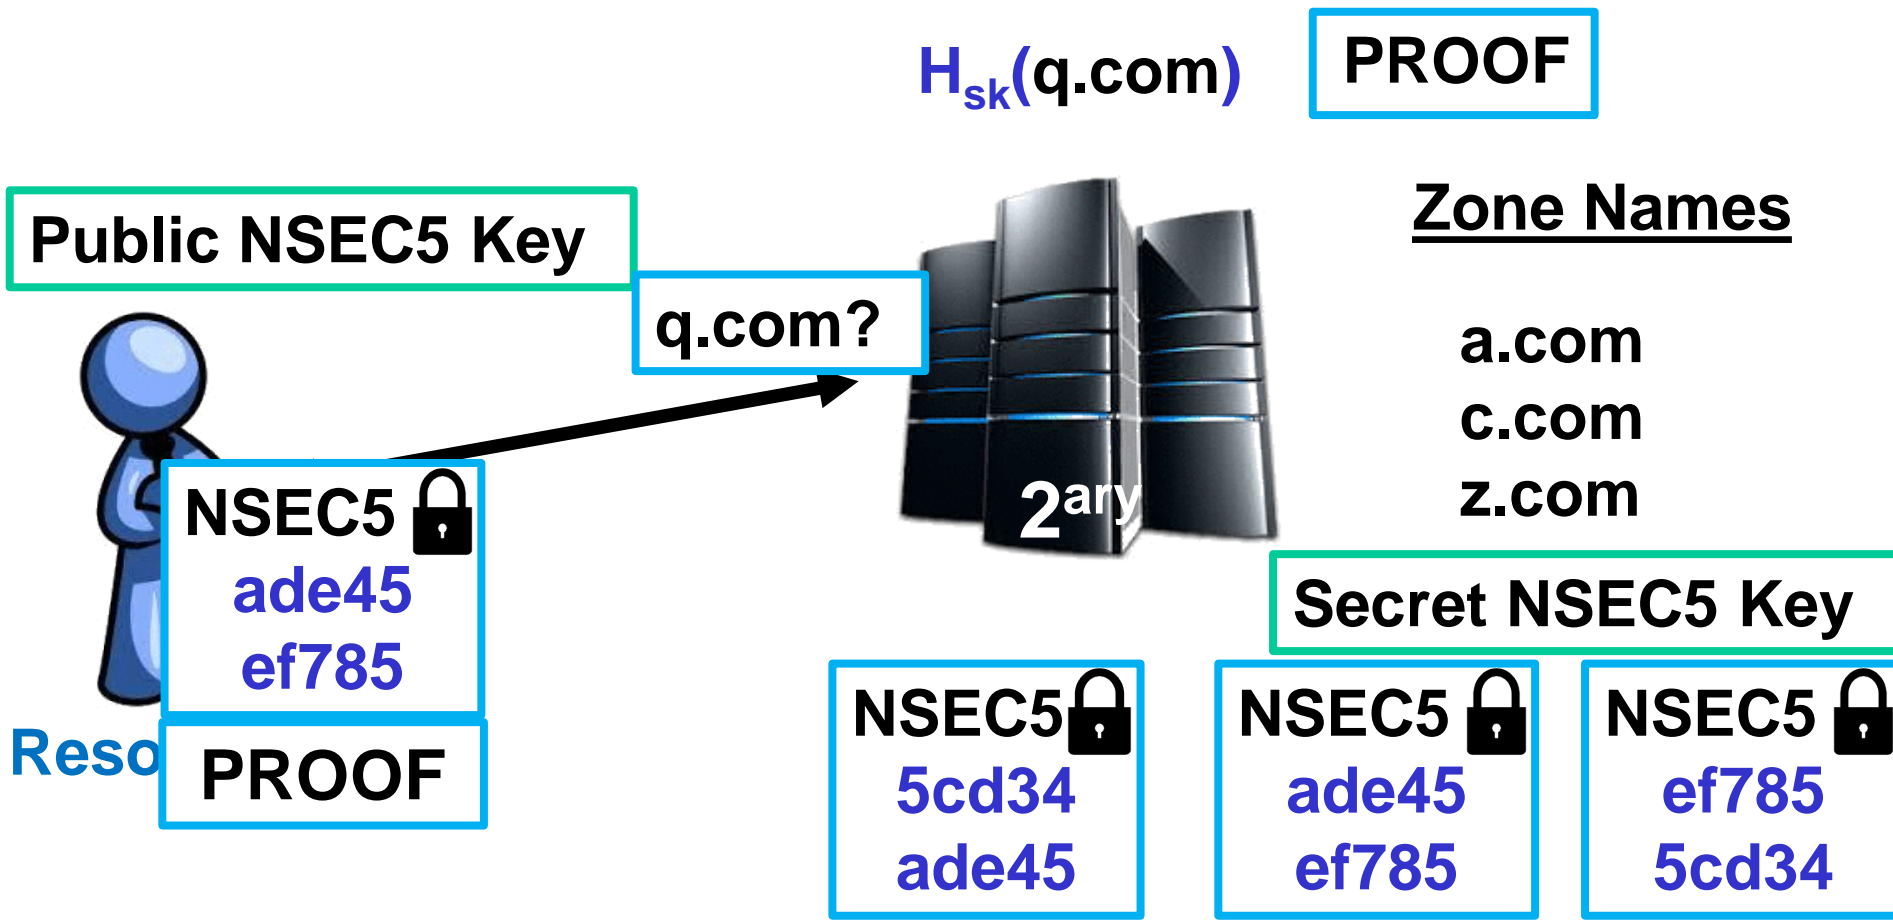 H_sk(q.com)
PROOF
Public NSEC5 Key
q.com?
Zone Names
a.com
c.com
z.com
2ary
Secret NSEC5 Key
NSEC5
ade45
ef785
PROOF
Reso
NSEC5
5cd34
ade45
NSEC5
ade45
ef785
NSEC5
ef785
5cd34